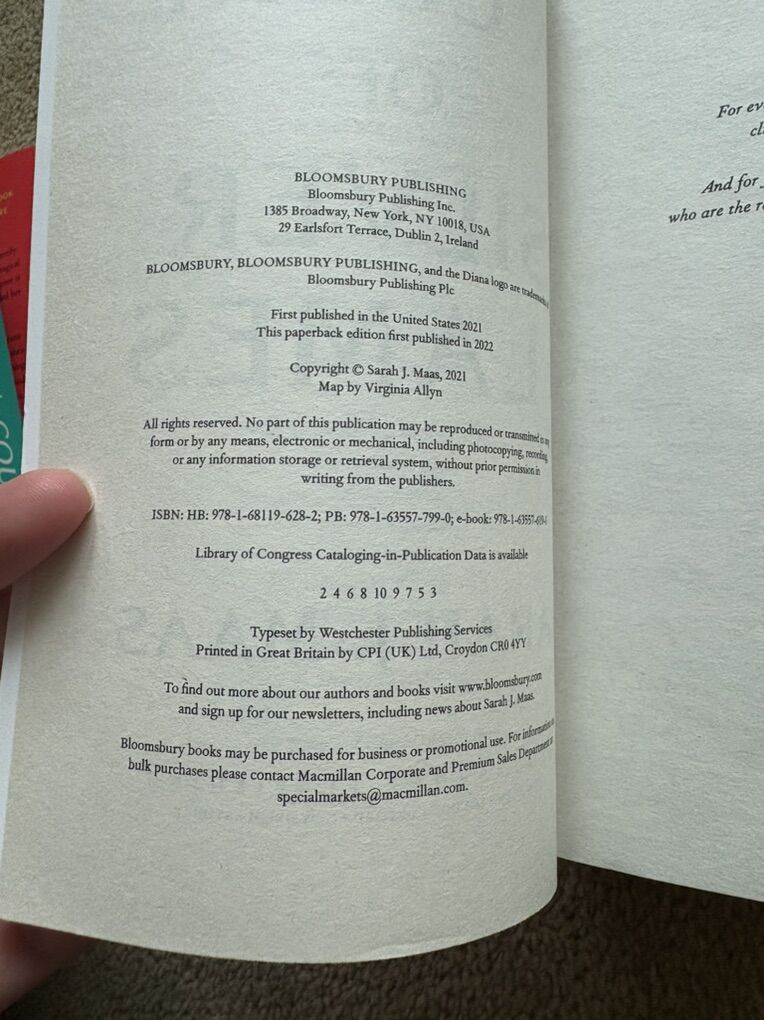 BLOOMSBURY PUBLISHING
Bloomsbury Publishing Inc.
1385 Broadway, New York, NY 10018, USA
29 Earlsfort Terrace, Dublin 2, Ireland
BLOOMSBURY, BLOOMSBURY PUBLISHING, and the Diana logo are trademarks of
Bloomsbury Publishing Plc
First published in the United States 2021
This paperback edition first published in 2022
Copyright © Sarah J. Maas, 2021
Map by Virginia Allyn
All rights reserved. No part of this publication may be reproduced or transmitted in any
form or by any means, electronic or mechanical, including photocopying, recording,
or any information storage or retrieval system, without prior permission in
writing from the publishers.
ISBN: HB: 978-1-68119-628-2; PB: 978-1-63557-799-0; e-book:
Library of Congress Cataloging-in-Publication Data is available
2 4 6 8 10 9 7 5 3
Typeset by Westchester Publishing Services
Printed in Great Britain by CPI (UK) Ltd, Croydon CR0 4YY
To find out more about our authors and books visit www.bloomsbury.com
and sign up for our newsletters, including news about Sarah J. Maas.
Bloomsbury books may be purchased for business or promotional use. For information on
bulk purchases please contact Macmillan Corporate and Premium Sales Department at
specialmarkets@macmillan.com.
For ev
cl
And for
who are the r